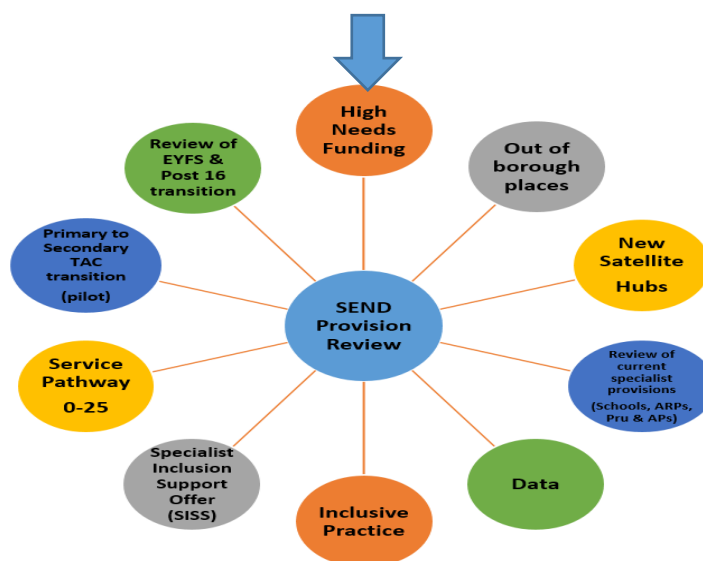 High
Needs
Funding
Out of
borough
places
New
Satellite
Hubs
Review of
current
specialist
provisions
(Schools, ARPs,
Pru & APs)
Data
Inclusive
Practice
Specialist
Inclusion
Support
Offer
(SISS)
Service
Pathway
0-25
Primary to
Secondary
TAC
transition
(pilot)
Review of
EYFS &
Post 16
transition
SEND
Provision
Review